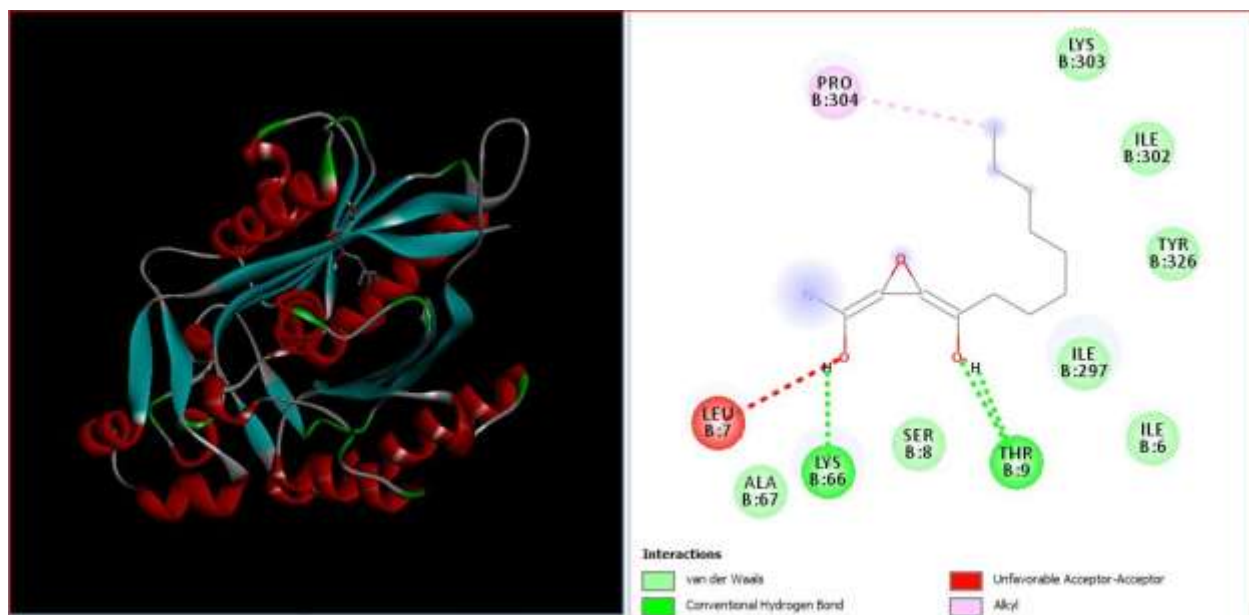 LYS
B:303
PRO
B:304
ILE
B:302
TYR
B:326
O
ILE
B:297
O
H
O
H
LEU
B:7
SER
B:8
ILE
B:6
LYS
B:66
THR
B:9
ALA
B:67
Interactions
van der Waals
Conventional Hydrogen Bond
Unfavorable Acceptor-Acceptor
Alkyl